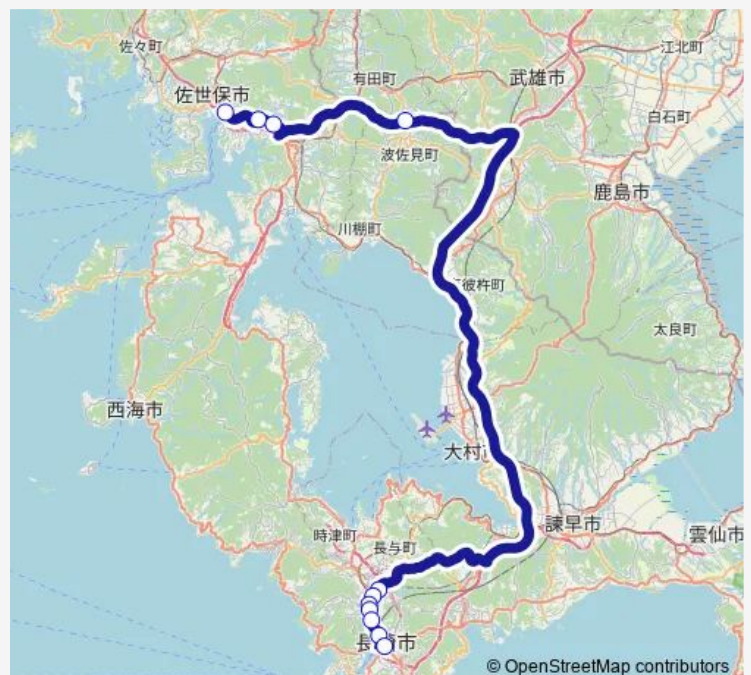 佐々町
江北町
佐世保市
有田町
武雄市
白石町
波佐見町
鹿島市
川棚町
彼杵町
太良町
西海市
大村
諫早市
時津町
長与町
雲仙市
市
© OpenStreetMap contributors